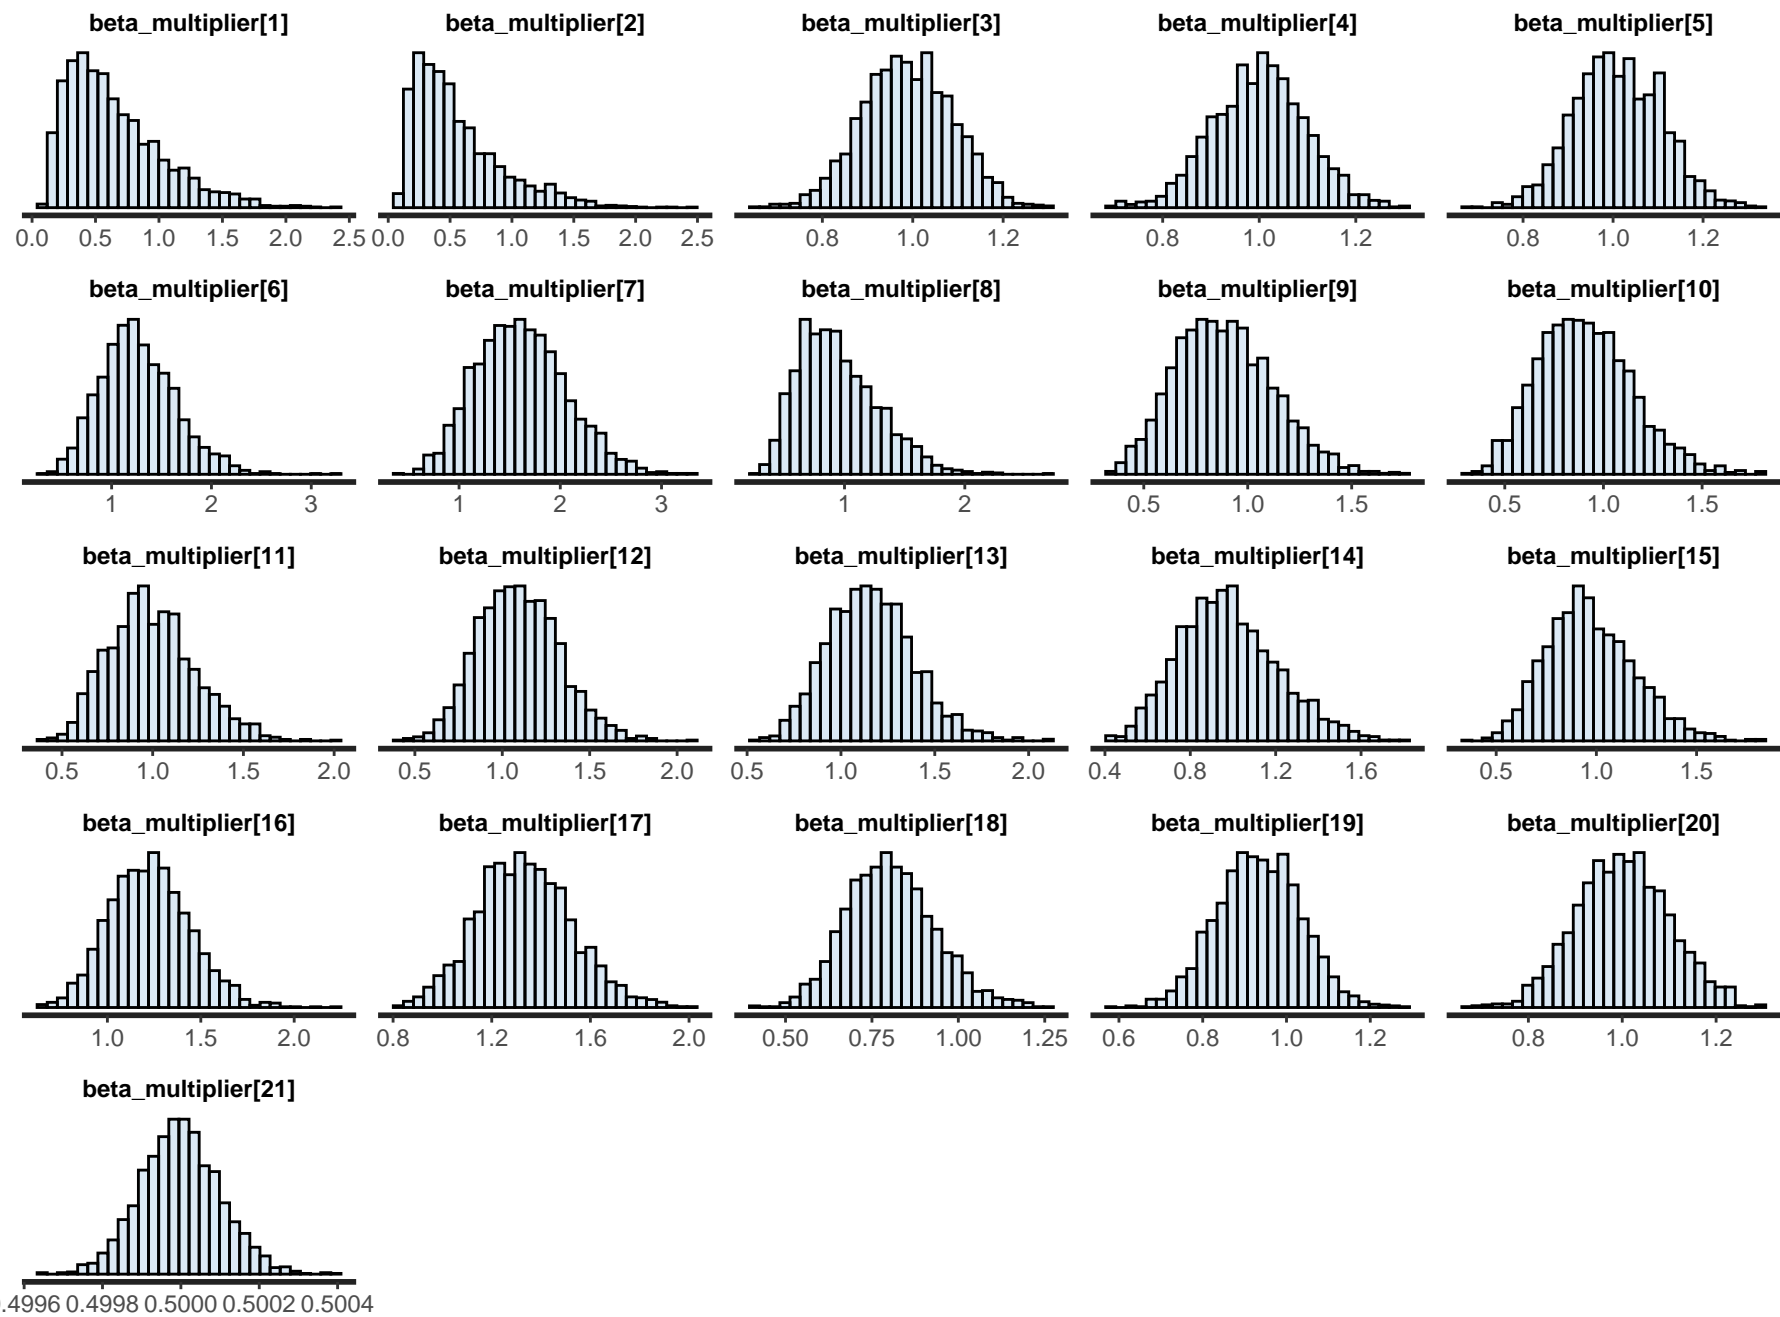 beta_multiplier[1] beta_multiplier[2] beta_multiplier[3] beta_multiplier[4] beta_multiplier[5]
0.0 0.5 1.0 1.5 2.0 2.5 0.0 0.5 1.0 1.5 2.0 2.5 0.8 1.0 1.2 0.8 1.0 1.2 0.8 1.0 1.2
beta_multiplier[6] beta_multiplier[7] beta_multiplier[8] beta_multiplier[9] beta_multiplier[10]
1 2 3 1 2 3 1 2 0.5 1.0 1.5 0.5 1.0 1.5
beta_multiplier[11] beta_multiplier[12] beta_multiplier[13] beta_multiplier[14] beta_multiplier[15]
0.5 1.0 1.5 2.0 0.5 1.0 1.5 2.0 0.5 1.0 1.5 2.0 0.4 0.8 1.2 1.6 0.5 1.0 1.5
beta_multiplier[16] beta_multiplier[17] beta_multiplier[18] beta_multiplier[19] beta_multiplier[20]
1.0 1.5 2.0 0.8 1.2 1.6 2.0 0.50 0.75 1.00 1.25 0.6 0.8 1.0 1.2 0.8 1.0 1.2
beta_multiplier[21]
.4996 0.4998 0.5000 0.5002 0.5004